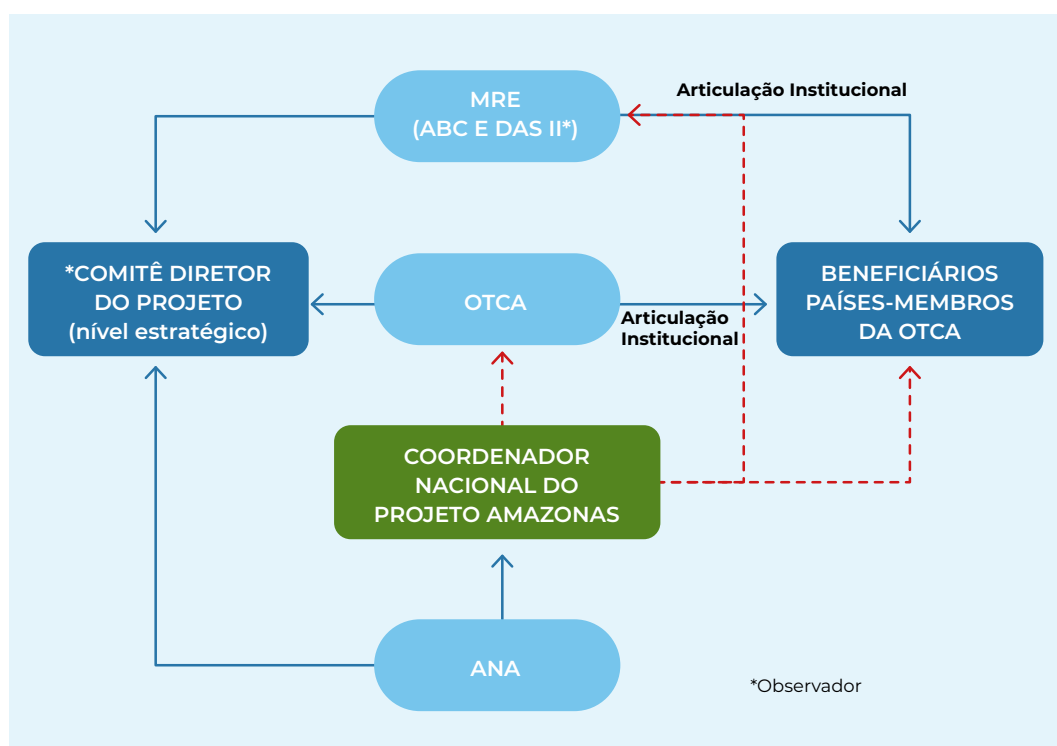 MRE
(ABC E DAS II*)
Articulação Institucional
*COMITÊ DIRETOR
DO PROJETO
(nível estratégico)
OTCA
Articulação
Institucional
BENEFICIÁRIOS
PAÍSES-MEMBROS
DA OTCA
COORDENADOR
NACIONAL DO
PROJETO AMAZONAS
ANA
*Observador